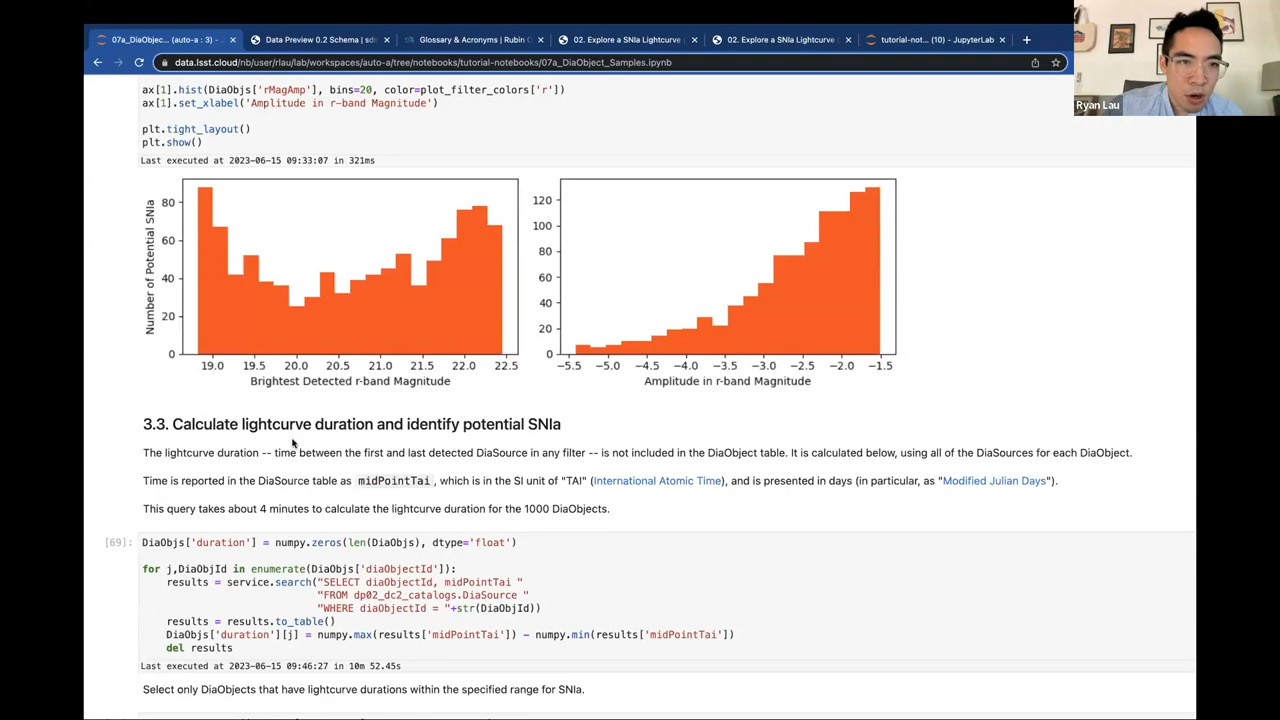 07a_DiaObjec (auto-a : 3) -
Data Preview 0.2 Schema | sd
Glossary & Acronyms | Rubin
02. Explore a SNIa Lightcurve
02. Explore a SNIa Lightcurve
tutorial-not... (10) - JupyterLab
data.lsst.cloud/nb/user/rlau/lab/workspaces/auto-a/tree/notebooks/tutorial-notebooks/07a_DiaObject_Samples.ipynb
Ryan Lau
ax[1].hist(DiaObjs['rMagAmp'], bins=20, color=plot_filter_colors['r'])
ax[1].set_xlabel('Amplitude in r-band Magnitude')
plt.tight_layout()
plt.show()
Last executed at 2023-06-15 09:33:07 in 321ms
Number of Potential SNIa
80
60
40
20
0
19.0 19.5 20.0 20.5 21.0 21.5 22.0 22.5
Brightest Detected r-band Magnitude
120
100
80
60
40
20
0
−5.5 −5.0 −4.5 −4.0 −3.5 −3.0 −2.5 −2.0 −1.5
Amplitude in r-band Magnitude
3.3. Calculate lightcurve duration and identify potential SNIa
The lightcurve duration -- time between the first and last detected DiaSource in any filter -- is not included in the DiaObject table. It is calculated below, using all of the DiaSources for each DiaObject.
Time is reported in the DiaSource table as midPointTai, which is in the SI unit of "TAI" (International Atomic Time), and is presented in days (in particular, as "Modified Julian Days").
This query takes about 4 minutes to calculate the lightcurve duration for the 1000 DiaObjects.
[69]:
DiaObjs['duration'] = numpy.zeros(len(DiaObjs), dtype='float')
for j,DiaObjId in enumerate(DiaObjs['diaObjectId']):
results = service.search("SELECT diaObjectId, midPointTai "
"FROM dp02_dc2_catalogs.DiaSource "
"WHERE diaObjectId = "+str(DiaObjId))
results = results.to_table()
DiaObjs['duration'][j] = numpy.max(results['midPointTai']) - numpy.min(results['midPointTai'])
del results
Last executed at 2023-06-15 09:46:27 in 10m 52.45s
Select only DiaObjects that have lightcurve durations within the specified range for SNIa.